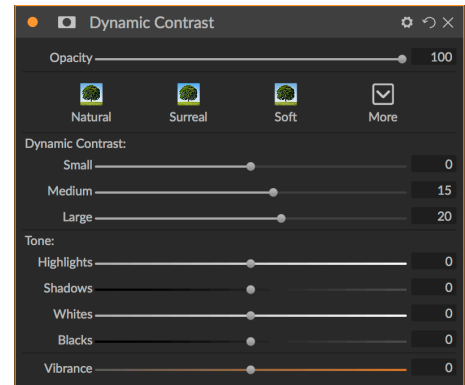 Dynamic Contrast
Opacity 100
Natural Surreal Soft More
Dynamic Contrast:
Small 0
Medium 15
Large 20
Tone:
Highlights 0
Shadows 0
Whites 0
Blacks 0
Vibrance 0